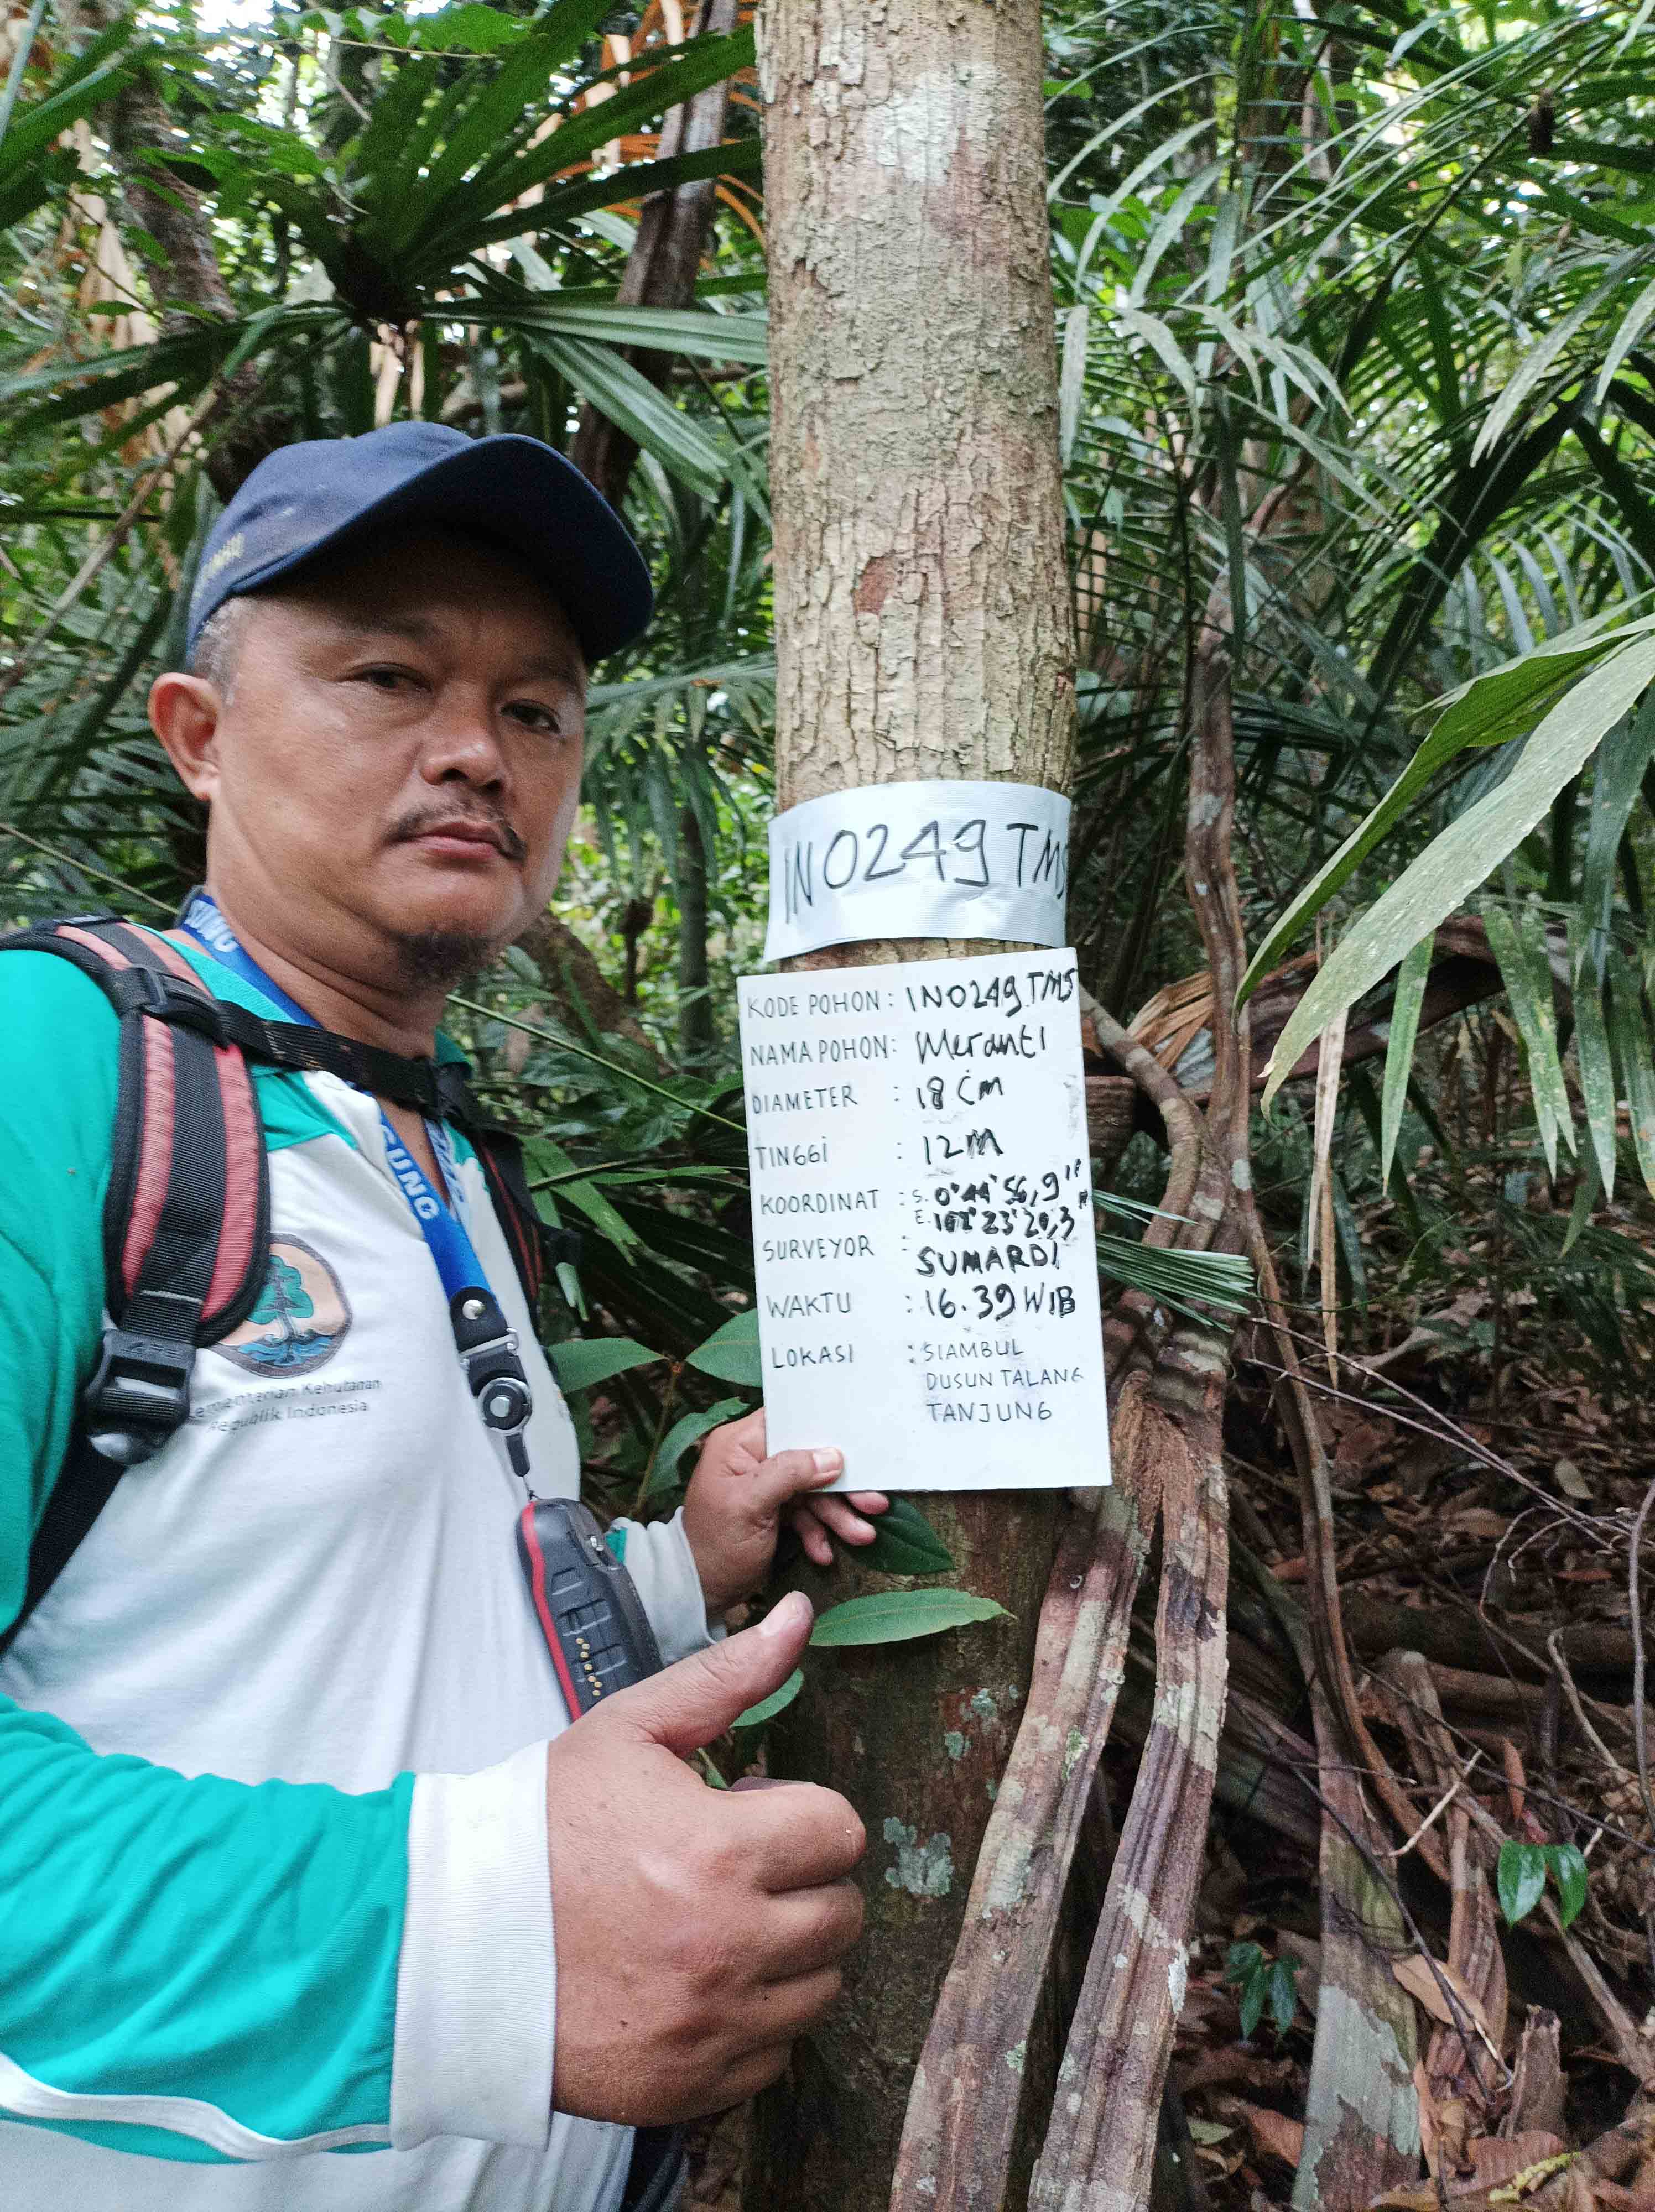 IN0249 TMS
KODE POHON : IN0249 TMS
NAMA POHON : Meranti
DIAMETER : 18 cm
TINGGI : 12 M
KOORDINAT : S. 0°44'56,9"
E. 102°23'20,3"
SURVEYOR : SUMARDI
WAKTU : 16.39 WIB
LOKASI : SIAMBUL
DUSUN TALANG
TANJUNG
Kehutanan
Republik Indonesia